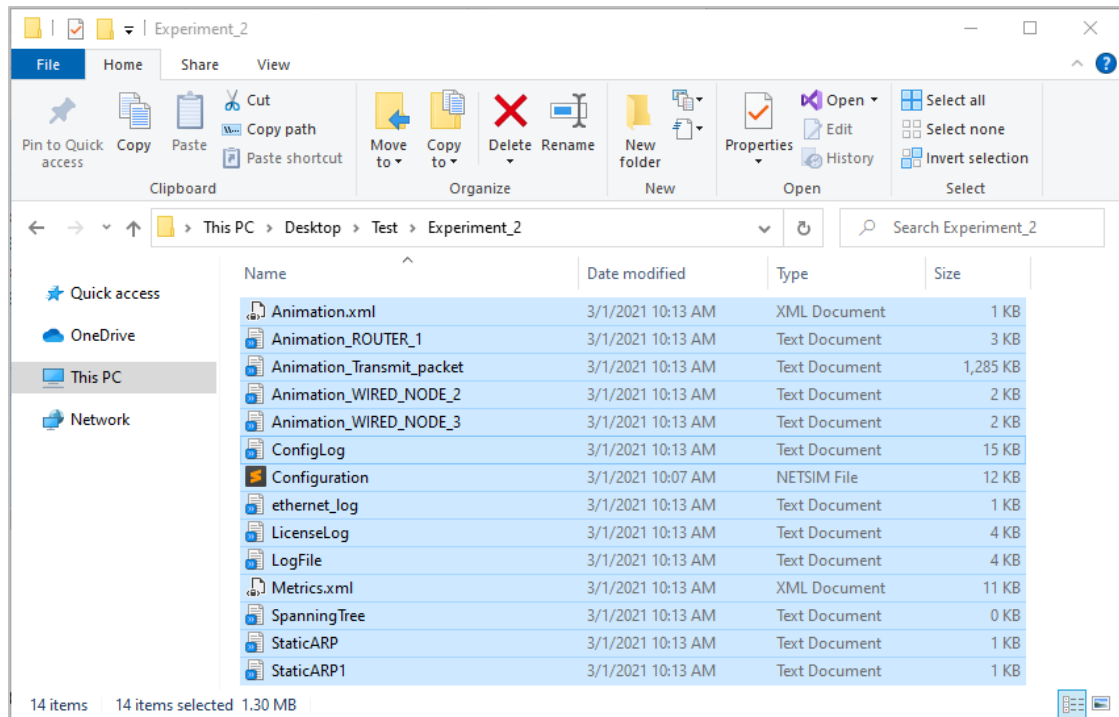 Experiment_2
File Home Share View
Pin to Quick access
Copy
Paste
Cut
Copy path
Paste shortcut
Clipboard
Move to
Copy to
Delete
Rename
Organize
New folder
New
Properties
Open
Edit
History
Open
Select all
Select none
Invert selection
Select
This PC > Desktop > Test > Experiment_2
Search Experiment_2
Quick access
OneDrive
This PC
Network
Name Date modified Type Size
Animation.xml 3/1/2021 10:13 AM XML Document 1 KB
Animation_ROUTER_1 3/1/2021 10:13 AM Text Document 3 KB
Animation_Transmit_packet 3/1/2021 10:13 AM Text Document 1,285 KB
Animation_WIRED_NODE_2 3/1/2021 10:13 AM Text Document 2 KB
Animation_WIRED_NODE_3 3/1/2021 10:13 AM Text Document 2 KB
ConfigLog 3/1/2021 10:13 AM Text Document 15 KB
Configuration 3/1/2021 10:07 AM NETSIM File 12 KB
ethernet_log 3/1/2021 10:13 AM Text Document 1 KB
LicenseLog 3/1/2021 10:13 AM Text Document 4 KB
LogFile 3/1/2021 10:13 AM Text Document 4 KB
Metrics.xml 3/1/2021 10:13 AM XML Document 11 KB
SpanningTree 3/1/2021 10:13 AM Text Document 0 KB
StaticARP 3/1/2021 10:13 AM Text Document 1 KB
StaticARP1 3/1/2021 10:13 AM Text Document 1 KB
14 items 14 items selected 1.30 MB